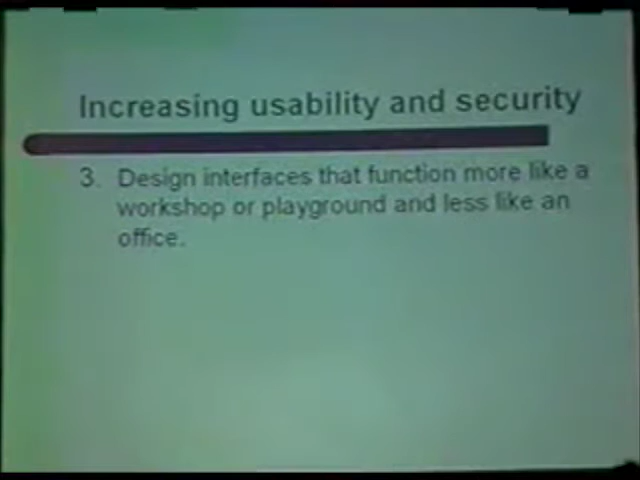 Increasing usability and security
3. Design interfaces that function more like a
workshop or playground and less like an
office.